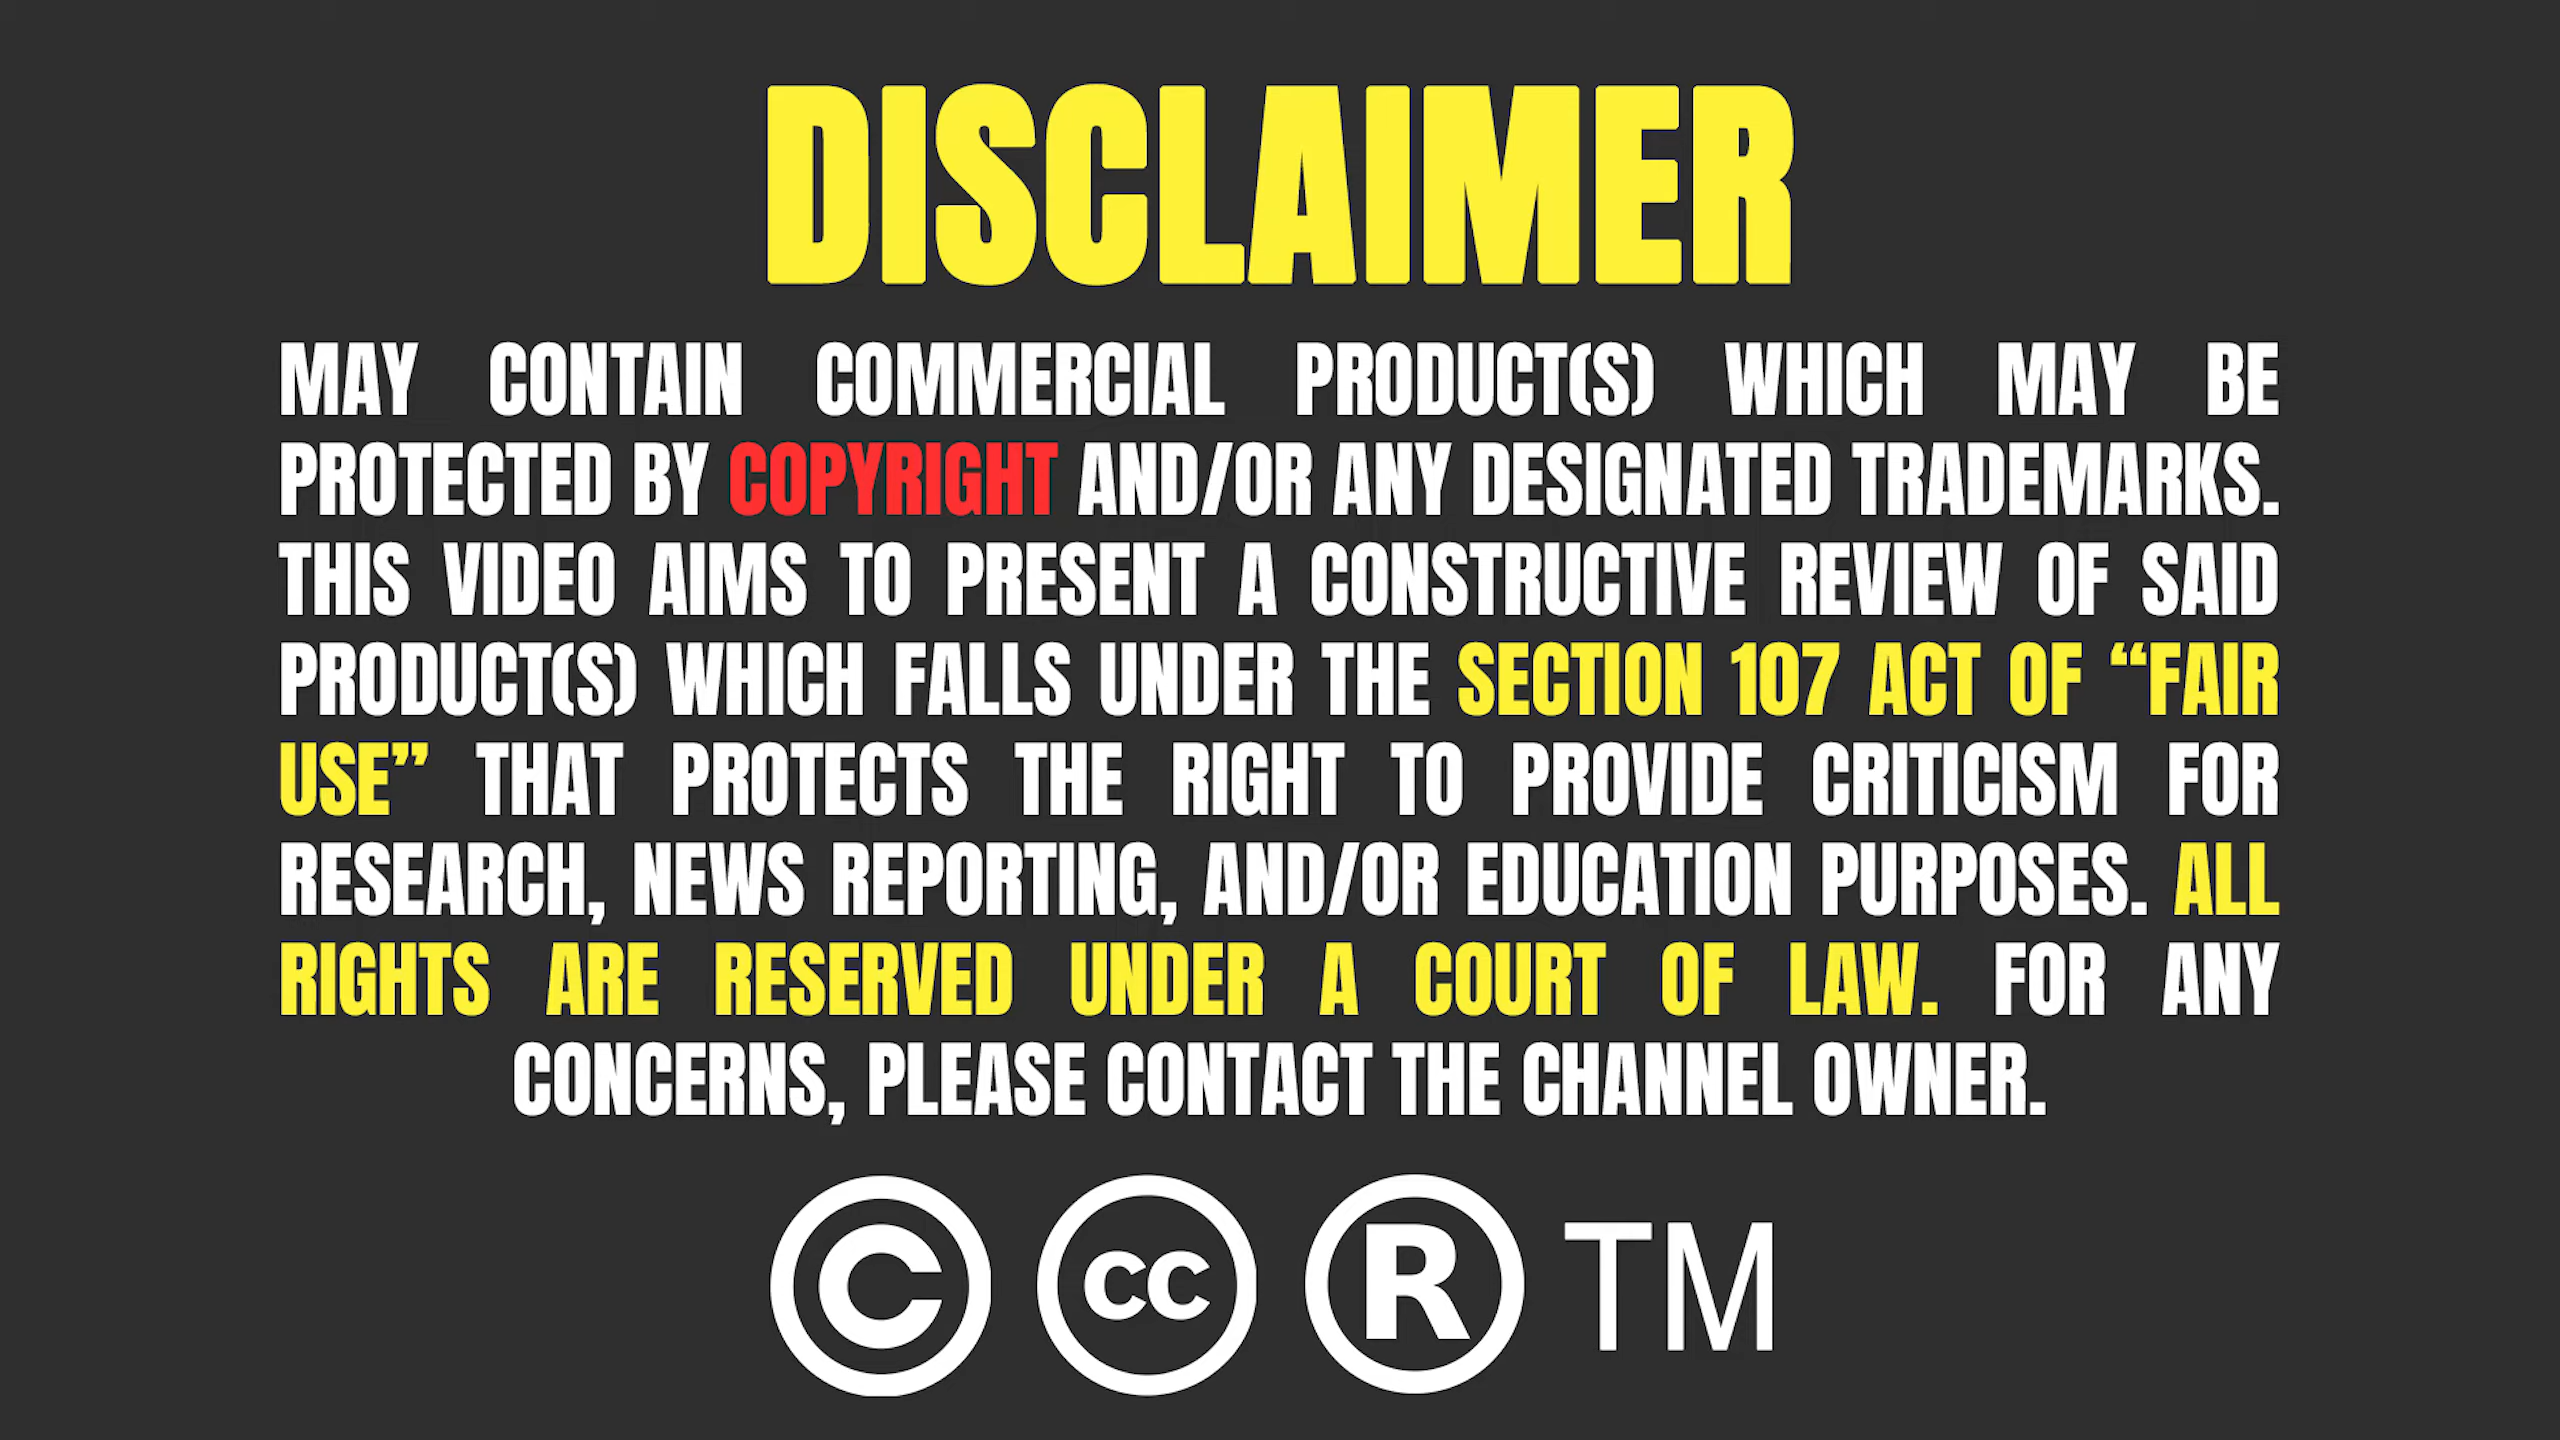 DISCLAIMER
MAY CONTAIN COMMERCIAL PRODUCT(S) WHICH MAY BE
PROTECTED BY COPYRIGHT AND/OR ANY DESIGNATED TRADEMARKS.
THIS VIDEO AIMS TO PRESENT A CONSTRUCTIVE REVIEW OF SAID
PRODUCT(S) WHICH FALLS UNDER THE SECTION 107 ACT OF “FAIR
USE” THAT PROTECTS THE RIGHT TO PROVIDE CRITICISM FOR
RESEARCH, NEWS REPORTING, AND/OR EDUCATION PURPOSES. ALL
RIGHTS ARE RESERVED UNDER A COURT OF LAW. FOR ANY
CONCERNS, PLEASE CONTACT THE CHANNEL OWNER.
© cc ® TM